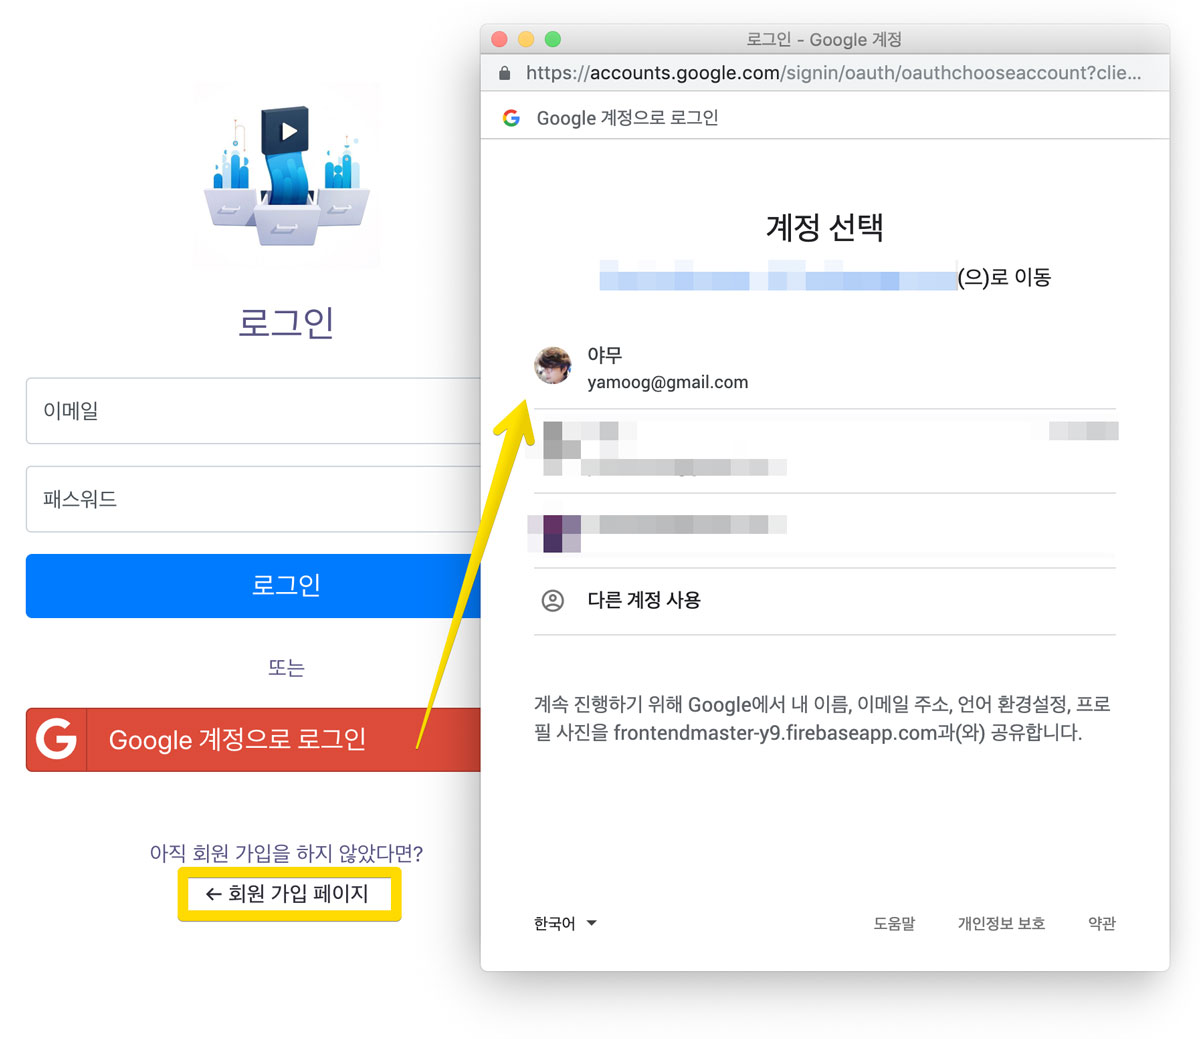 로그인
이메일
패스워드
로그인
또는
Google 계정으로 로그인
아직 회원 가입을 하지 않았다면?
← 회원 가입 페이지
로그인 - Google 계정
https://accounts.google.com/signin/oauth/oauthchooseaccount?clie...
Google 계정으로 로그인
계정 선택
(으)로 이동
야무
yamoog@gmail.com
다른 계정 사용
계속 진행하기 위해 Google에서 내 이름, 이메일 주소, 언어 환경설정, 프로
필 사진을 frontendmaster-y9.firebaseapp.com과(와) 공유합니다.
한국어 도움말 개인정보 보호 약관